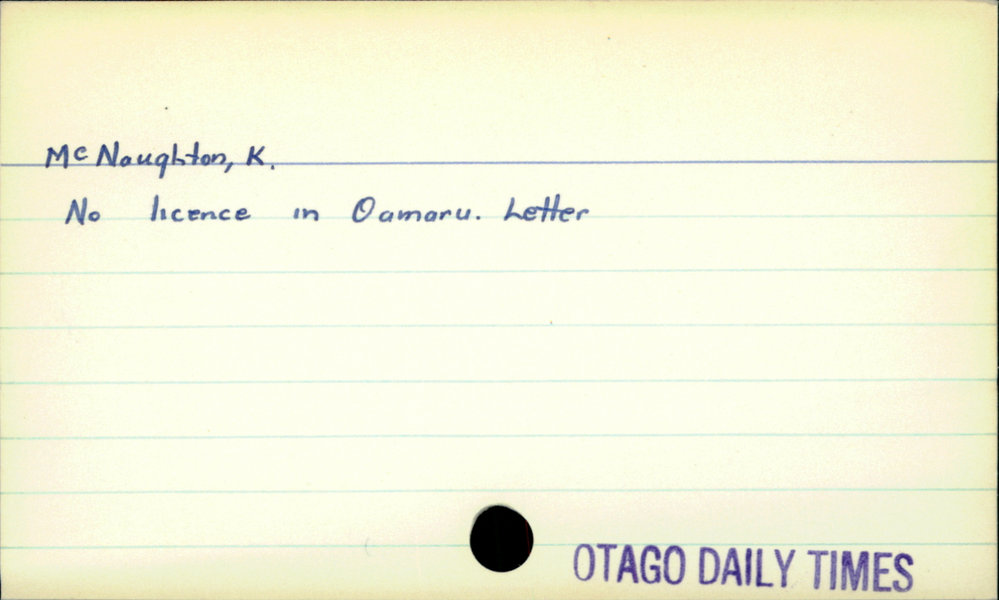 Mc Naughton, K.
No licence in Oamaru. Letter
OTAGO DAILY TIMES